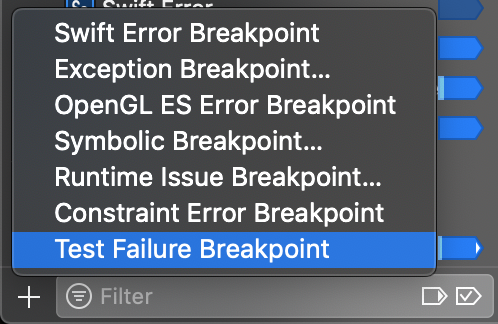 Swift Error
Swift Error Breakpoint
Exception Breakpoint...
OpenGL ES Error Breakpoint
Symbolic Breakpoint...
Runtime Issue Breakpoint...
Constraint Error Breakpoint
Test Failure Breakpoint
Filter